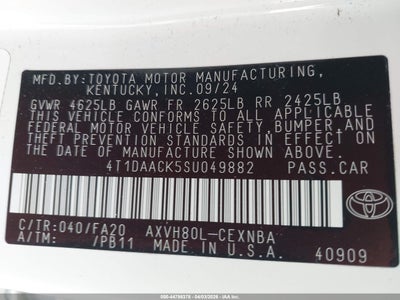 MFD.BY:TOYOTA MOTOR MANUFACTURING,
KENTUCKY,INC.09/24
GVWR 4625LB GAWR FR 2625LB RR 2425LB
THIS VEHICLE CONFORMS TO ALL APPLICABLE
FEDERAL MOTOR VEHICLE SAFETY, BUMPER,AND
THEFT PREVENTION STANDARDS IN EFFECT ON
THE DATE OF MANUFACTURE SHOWN ABOVE.
4T1DAACK5SU049882 PASS.CAR
C/TR:040/FA20 AXVH80L-CEXNBA
A/TM: /PB11 MADE IN U.S.A. 40909
TOYOTA